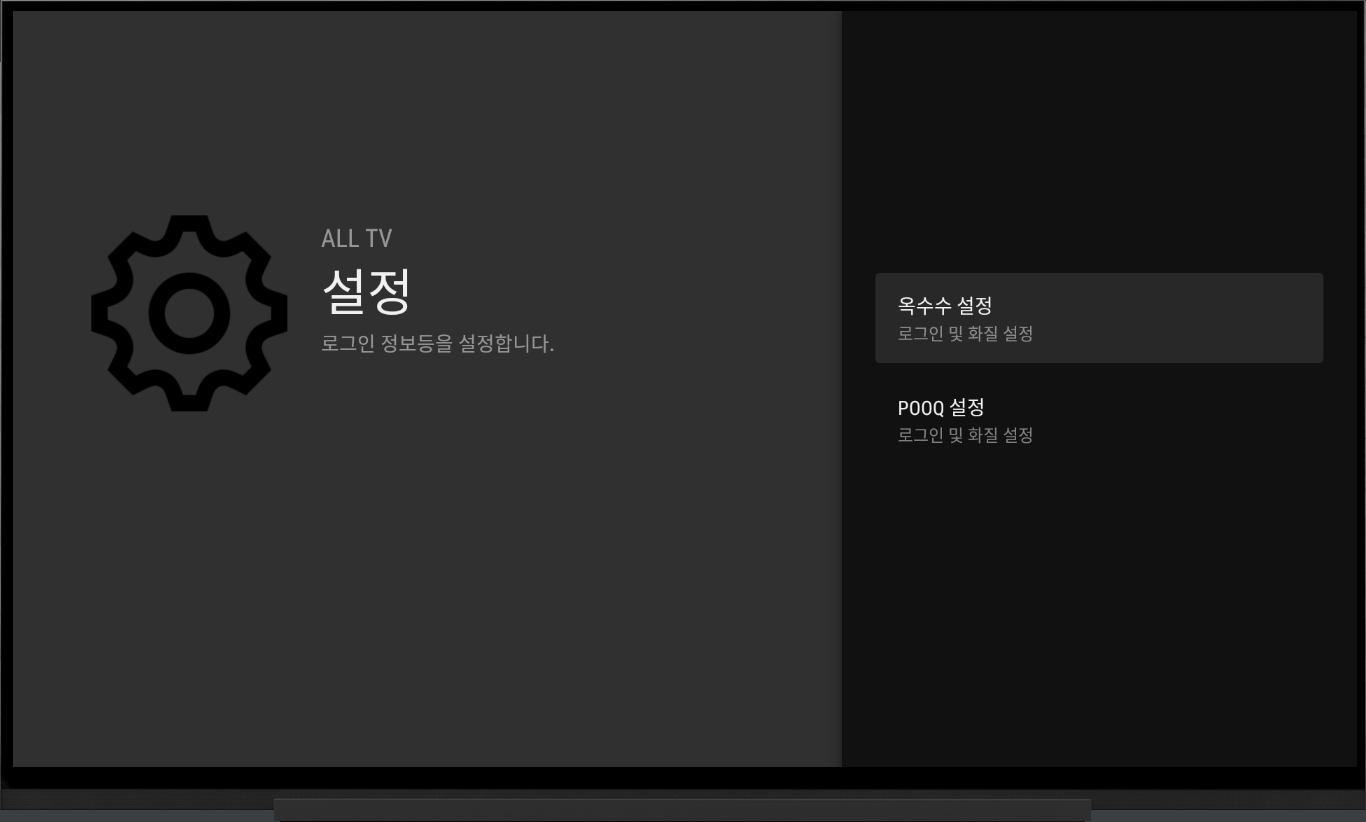 ALL TV
설정
로그인 정보등을 설정합니다.
옥수수 설정
로그인 및 화질 설정
POOQ 설정
로그인 및 화질 설정